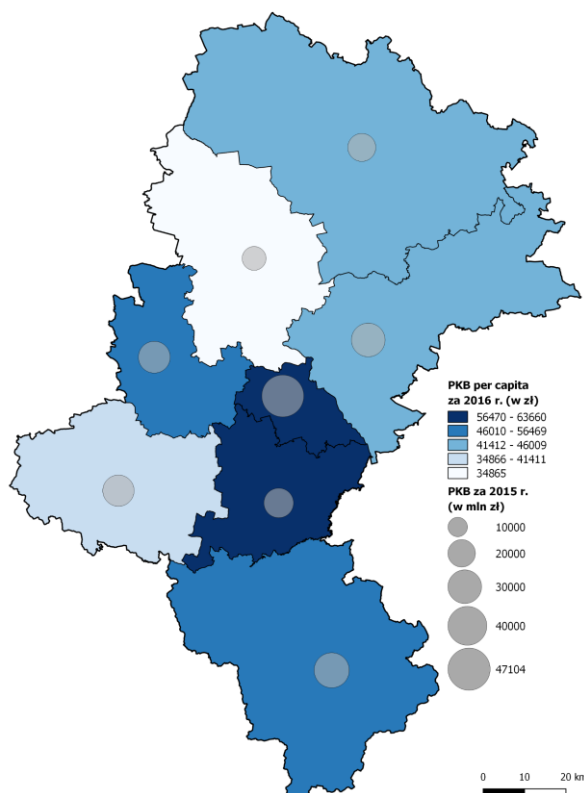 PKB per capita
za 2016 r. (w zł)
56470 - 63660
46010 - 56469
41412 - 46009
34866 - 41411
34865
PKB za 2015 r.
(w mln zł)
10000
20000
30000
40000
47104
0 10 20 km